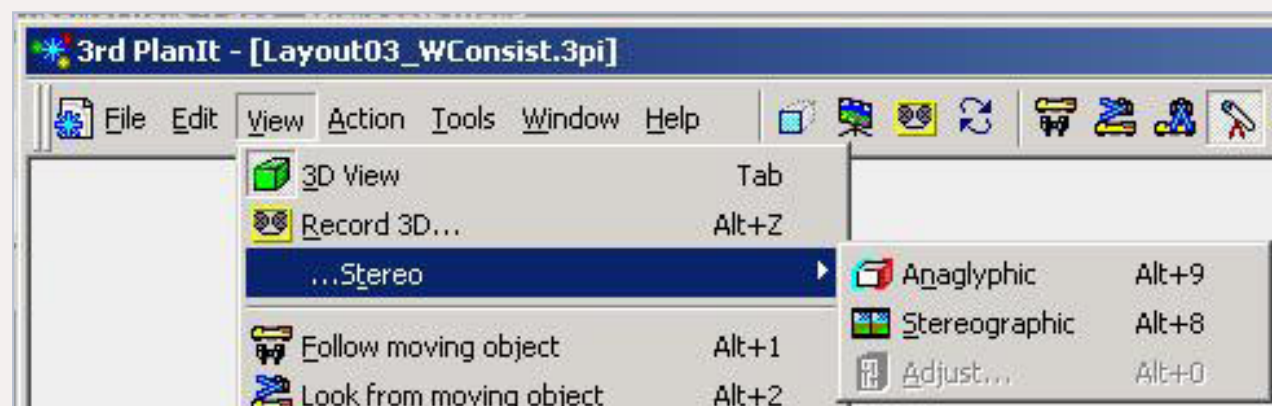 3rd PlanIt - [Layout03_WConsist.3pi]
File Edit View Action Tools Window Help
3D View Tab
Record 3D... Alt+Z
...Stereo
Anaglyphic Alt+9
Stereographic Alt+8
Adjust... Alt+0
Follow moving object Alt+1
Look from moving object Alt+2